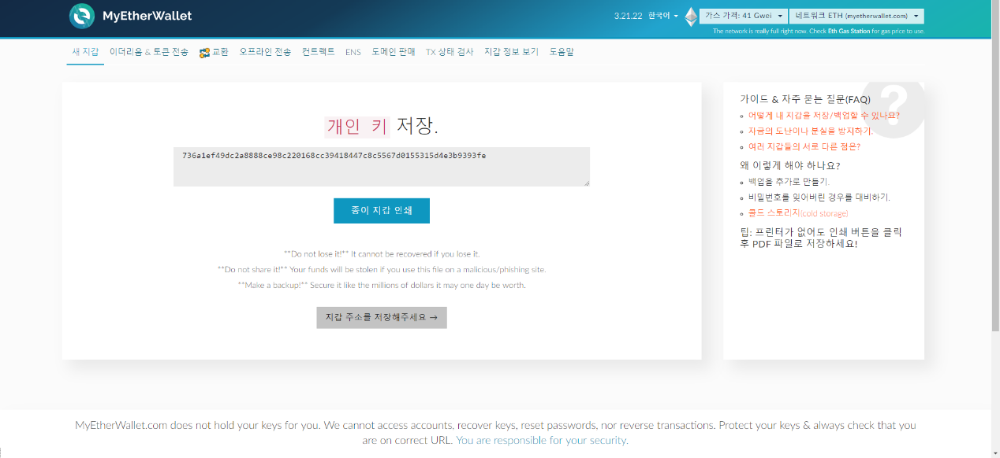 MyEtherWallet
3.21.22 한국어 가스 가격: 41 Gwei 네트워크 ETH (myetherwallet.com)
The network is really full right now. Check Eth Gas Station for gas price to use.
새 지갑 이더리움 & 토큰 전송 교환 오프라인 전송 컨트랙트 ENS 도메인 판매 TX 상태 검사 지갑 정보 보기 도움말
개인 키 저장.
736a1ef49dc2a8888ce98c220168cc39418447c8c5567d0155315d4e3b9393fe
종이 지갑 인쇄
**Do not lose it!** It cannot be recovered if you lose it.
**Do not share it!** Your funds will be stolen if you use this file on a malicious/phishing site.
**Make a backup!** Secure it like the millions of dollars it may one day be worth.
지갑 주소를 저장해주세요 →
?
가이드 & 자주 묻는 질문(FAQ)
어떻게 내 지갑을 저장/백업할 수 있나요?
자금의 도난이나 분실을 방지하기.
여러 지갑들의 서로 다른 점은?
왜 이렇게 해야 하나요?
백업을 추가로 만들기.
비밀번호를 잊어버린 경우를 대비하기.
콜드 스토리지(cold storage)
팁: 프린터가 없어도 인쇄 버튼을 클릭
후 PDF 파일로 저장하세요!
MyEtherWallet.com does not hold your keys for you. We cannot access accounts, recover keys, reset passwords, nor reverse transactions. Protect your keys & always check that you
are on correct URL. You are responsible for your security.